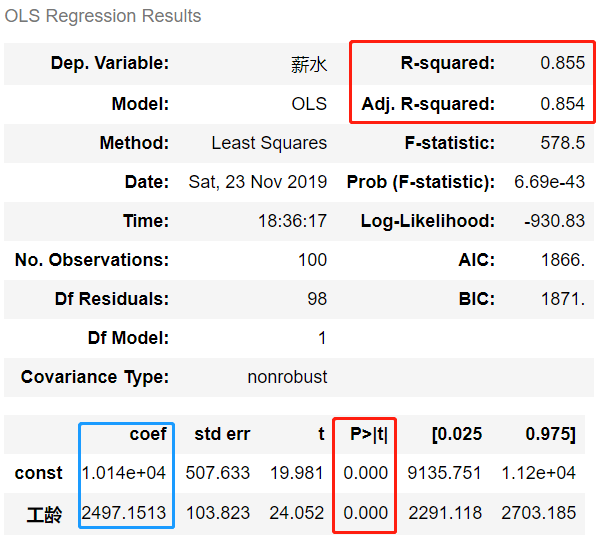 OLS Regression Results
Dep. Variable: 薪水 R-squared: 0.855
Model: OLS Adj. R-squared: 0.854
Method: Least Squares F-statistic: 578.5
Date: Sat, 23 Nov 2019 Prob (F-statistic): 6.69e-43
Time: 18:36:17 Log-Likelihood: -930.83
No. Observations: 100 AIC: 1866.
Df Residuals: 98 BIC: 1871.
Df Model: 1
Covariance Type: nonrobust
coef std err t P>|t| [0.025 0.975]
const 1.014e+04 507.633 19.981 0.000 9135.751 1.12e+04
工龄 2497.1513 103.823 24.052 0.000 2291.118 2703.185